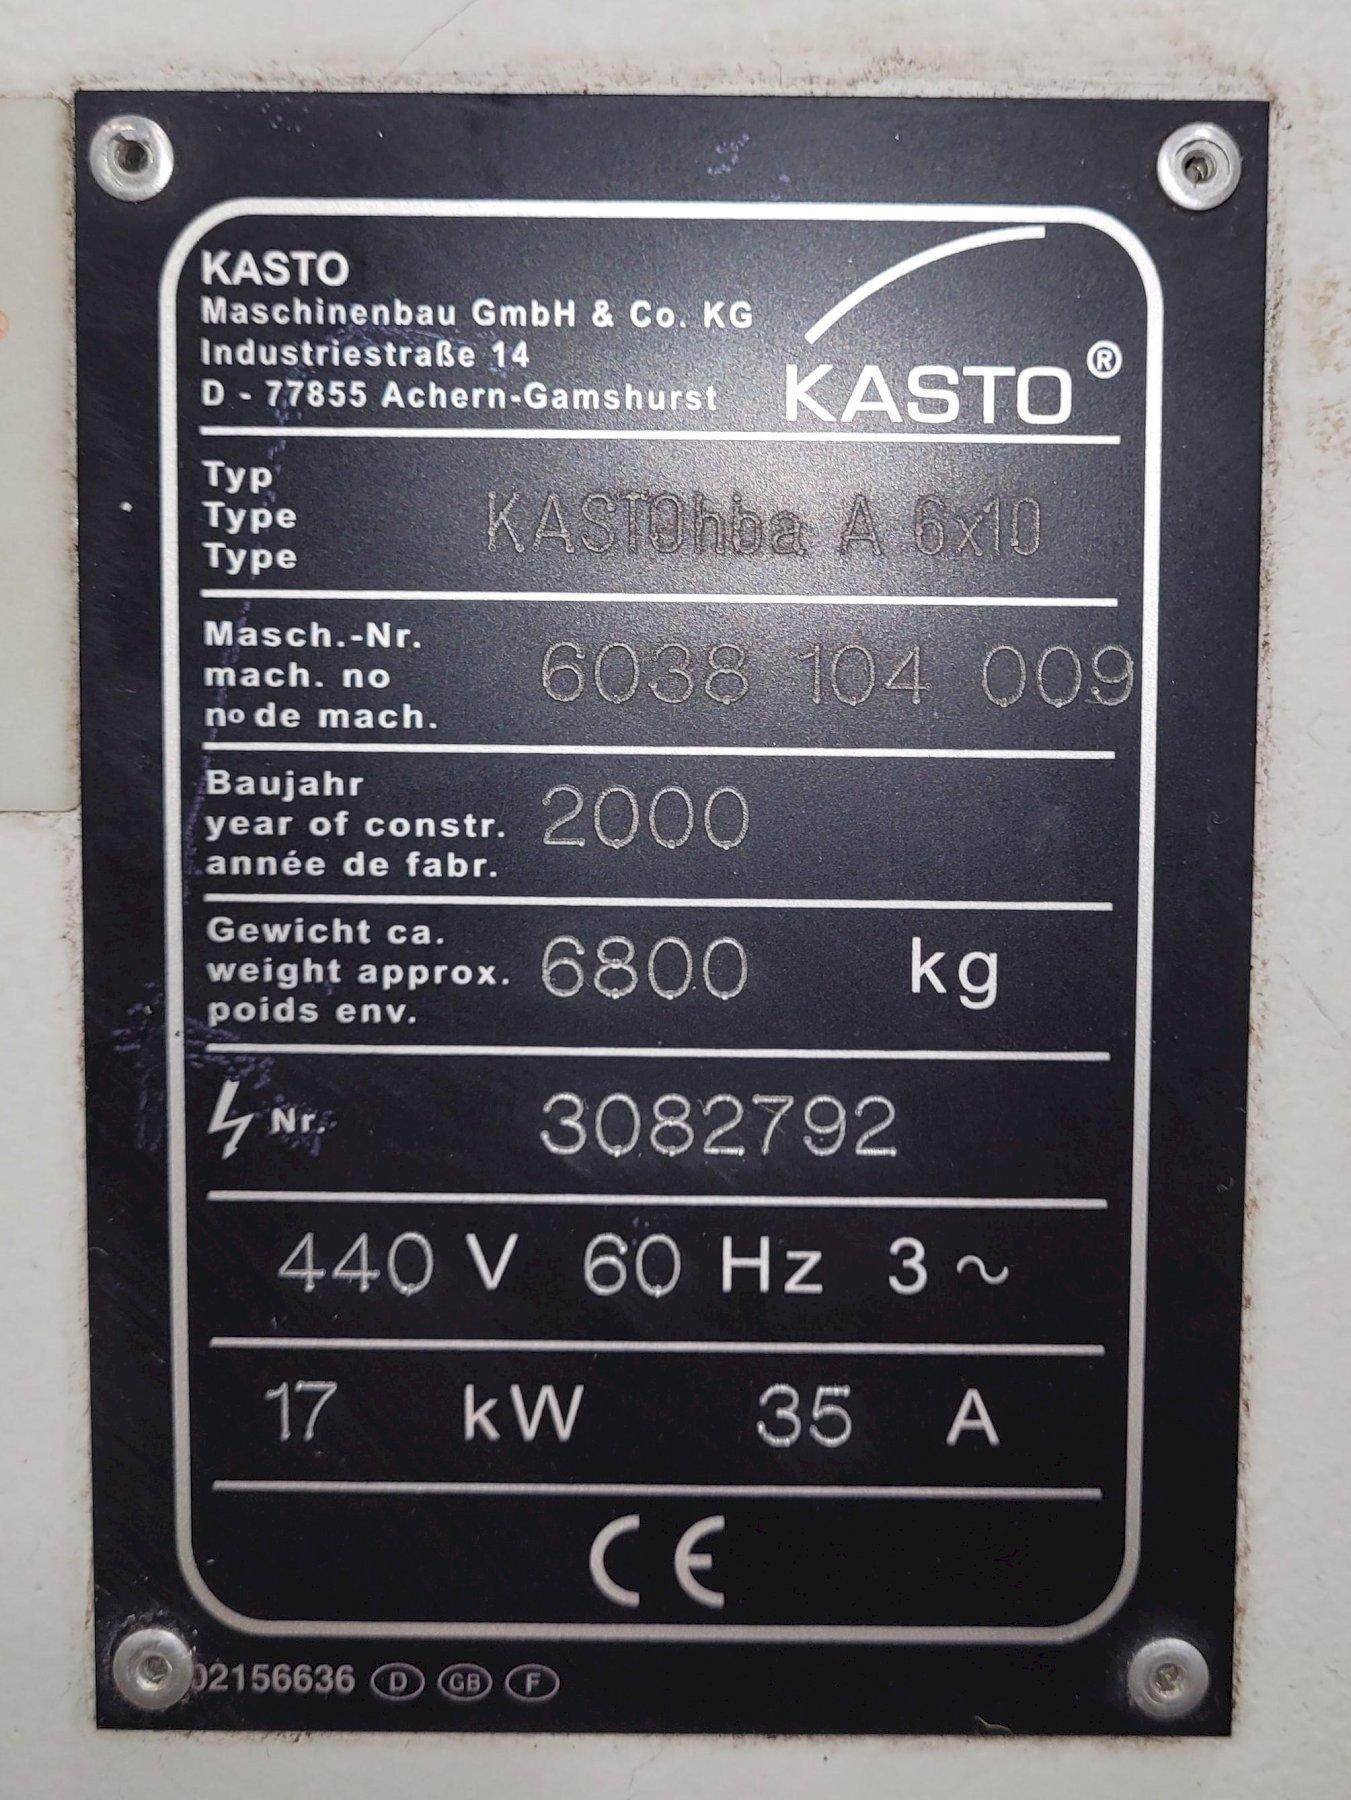 KASTO
Maschinenbau GmbH & Co. KG
Industriestraße 14
D - 77855 Achern-Gamshurst
KASTO®
Typ
Type
Type
KASTOhba A 6x10
Masch.-Nr.
mach. no
no de mach.
6038 104 009
Baujahr
year of constr.
année de fabr.
2000
Gewicht ca.
weight approx.
poids env.
6800 kg
Nr.
3082792
440 V 60 Hz 3 ~
17 kW 35 A
CE
02156636 D GB F